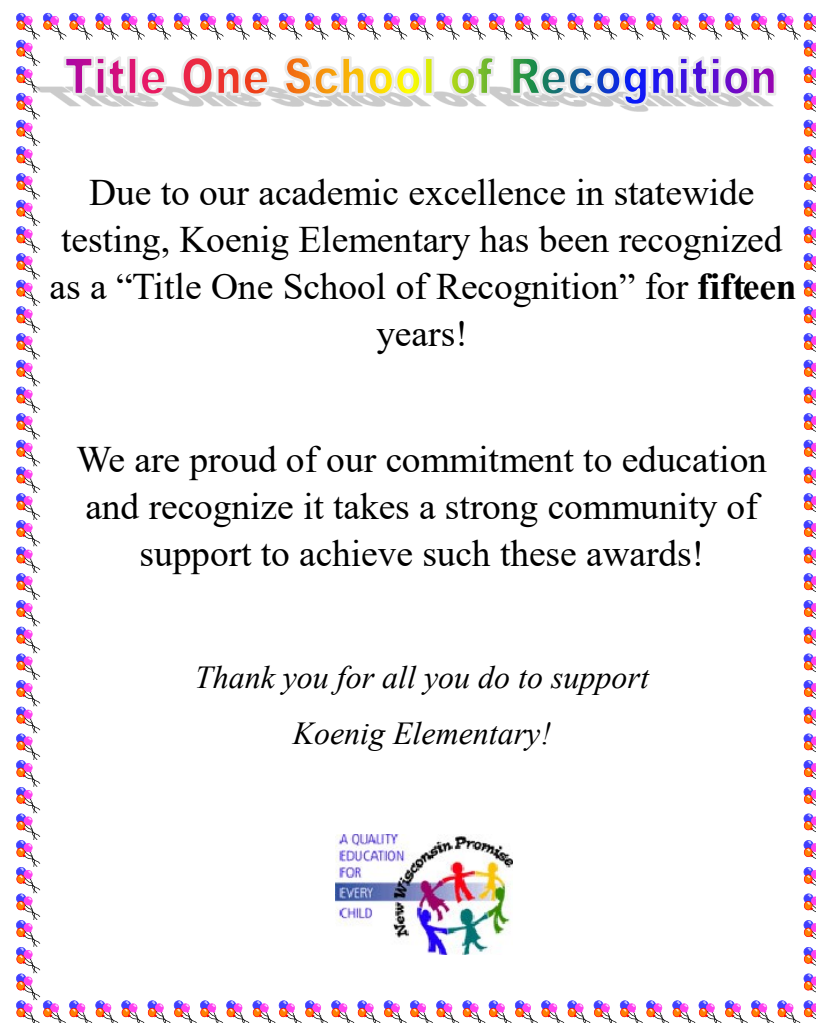 Title One School of Recognition
Due to our academic excellence in statewide
testing, Koenig Elementary has been recognized
as a “Title One School of Recognition” for fifteen
years!
We are proud of our commitment to education
and recognize it takes a strong community of
support to achieve such these awards!
Thank you for all you do to support
Koenig Elementary!
A QUALITY
EDUCATION
FOR
EVERY
CHILD
New Wisconsin Promise